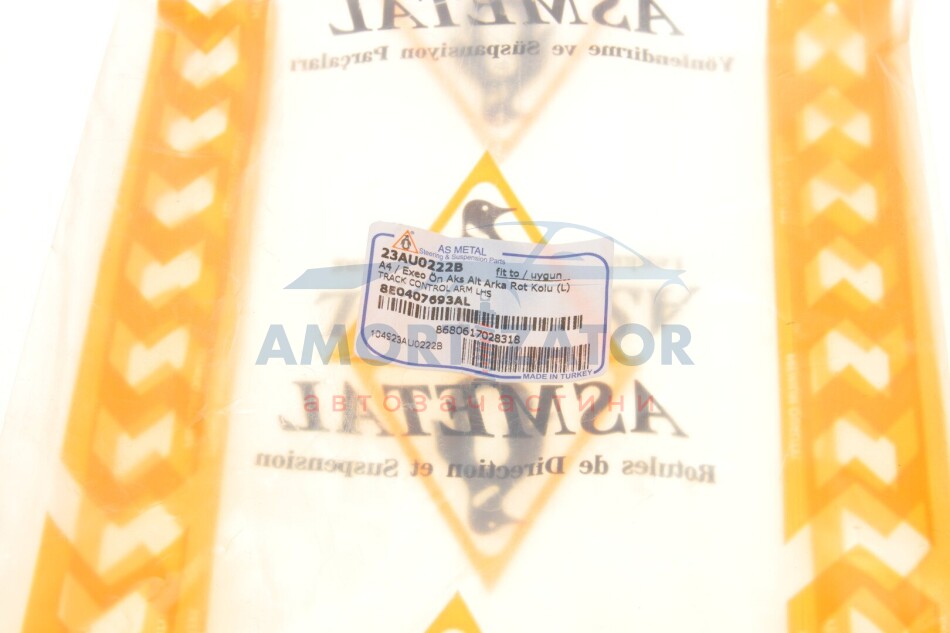 ASMETAL
Yönlendirme ve Süspansiyon Parçaları
AS METAL
Steering & Suspension Parts
23AU0222B
fit to / uygun
A4 / Exeo Ön Aks Alt Arka Rot Kolu (L)
TRACK CONTROL ARM LHS
8E0407693AL
8680617028318
104923AU0222B
MADE IN TURKEY
AMORTIZATOR
автозапчастини
ASMETAL
Rotules de Direction et Suspension